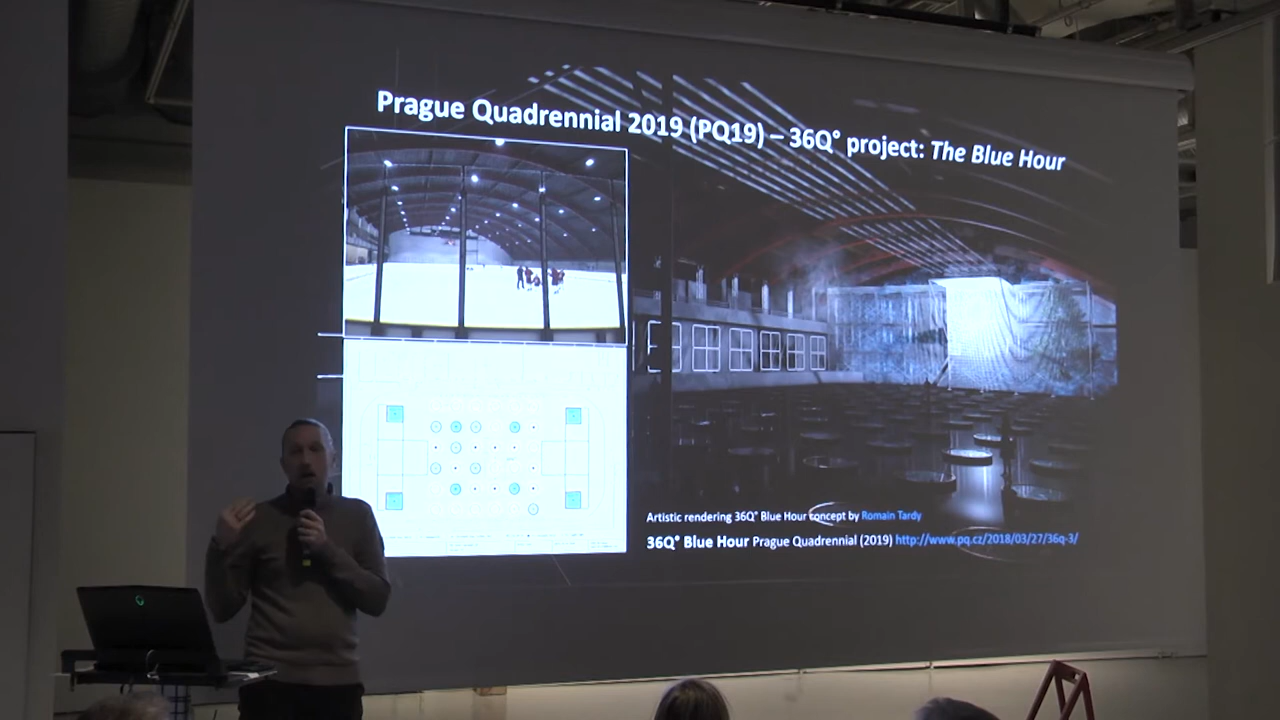 Prague Quadrennial 2019 (PQ19) – 36Q° project: The Blue Hour
Artistic rendering 36Q° Blue Hour concept by Romain Tardy
36Q° Blue Hour Prague Quadrennial (2019) http://www.pq.cz/2018/03/27/36q-3/